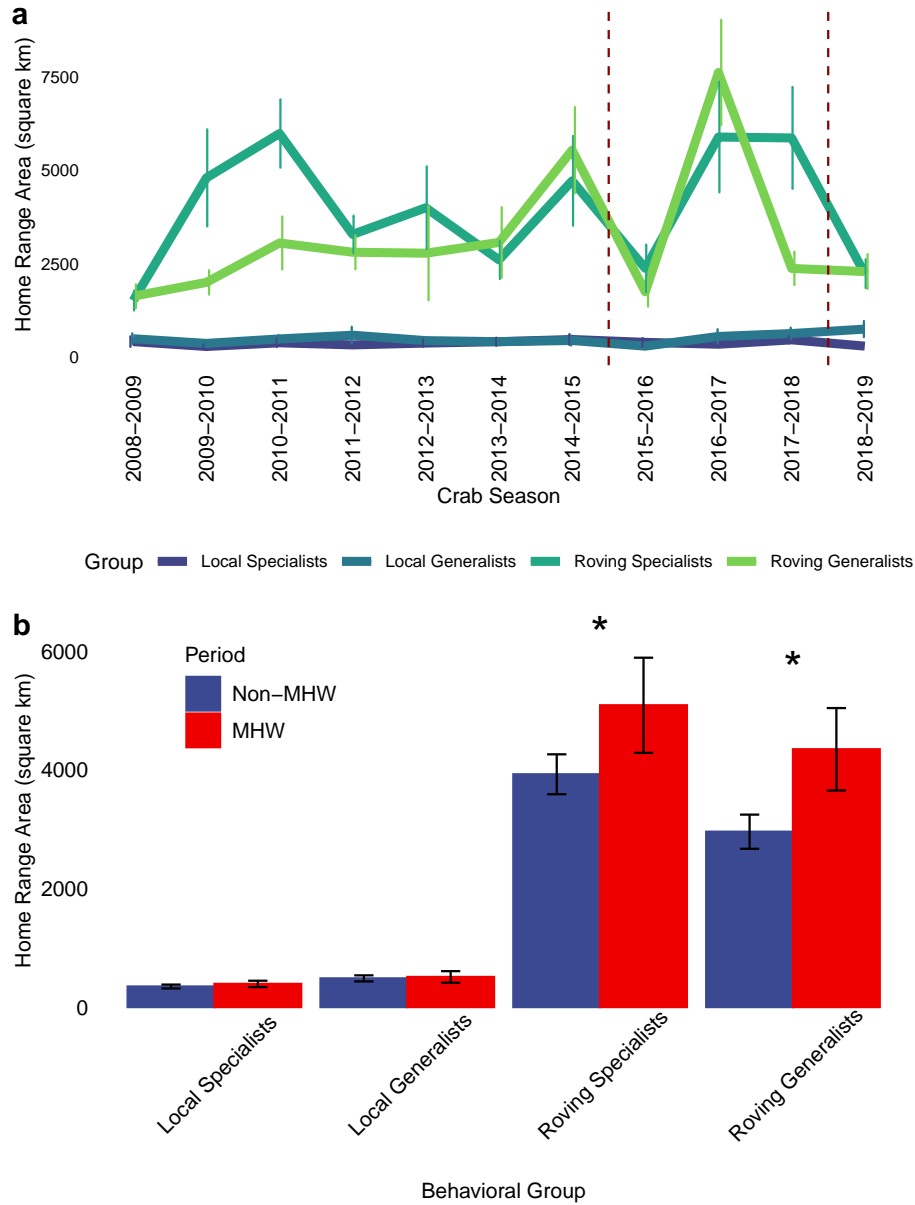 a
Home Range Area (square km)
7500
5000
2500
0
2008−2009
2009−2010
2010−2011
2011−2012
2012−2013
2013−2014
2014−2015
2015−2016
2016−2017
2017−2018
2018−2019
Crab Season
Group Local Specialists Local Generalists Roving Specialists Roving Generalists
b
Home Range Area (square km)
6000
4000
2000
0
Period
Non−MHW
MHW
*
*
Local Specialists
Local Generalists
Roving Specialists
Roving Generalists
Behavioral Group